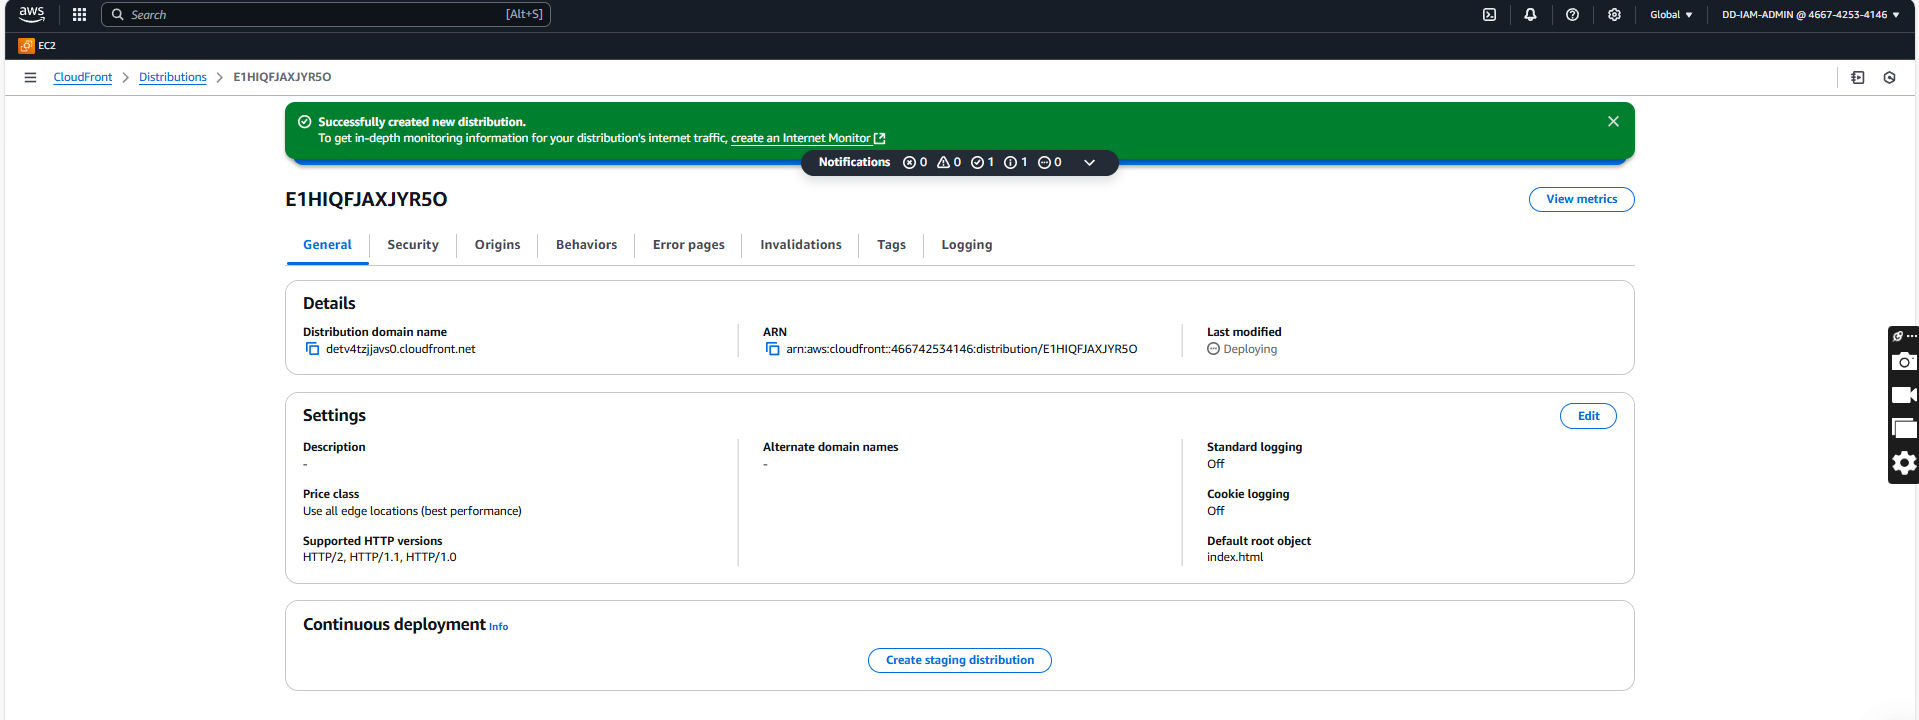 aws
Search [Alt+S] Global DD-IAM-ADMIN @ 4667-4253-4146
EC2
CloudFront Distributions E1HIQFJAXJYR5O
Successfully created new distribution.
To get in-depth monitoring information for your distribution's internet traffic, create an Internet Monitor
Notifications 0 0 1 1 0
E1HIQFJAXJYR5O View metrics
General Security Origins Behaviors Error pages Invalidations Tags Logging
Details
Distribution domain name ARN Last modified
detv4tzjjavs0.cloudfront.net arn:aws:cloudfront::466742534146:distribution/E1HIQFJAXJYR5O Deploying
Settings Edit
Description Alternate domain names Standard logging
- - Off
Price class Cookie logging
Use all edge locations (best performance) Off
Supported HTTP versions Default root object
HTTP/2, HTTP/1.1, HTTP/1.0 index.html
Continuous deployment Info
Create staging distribution